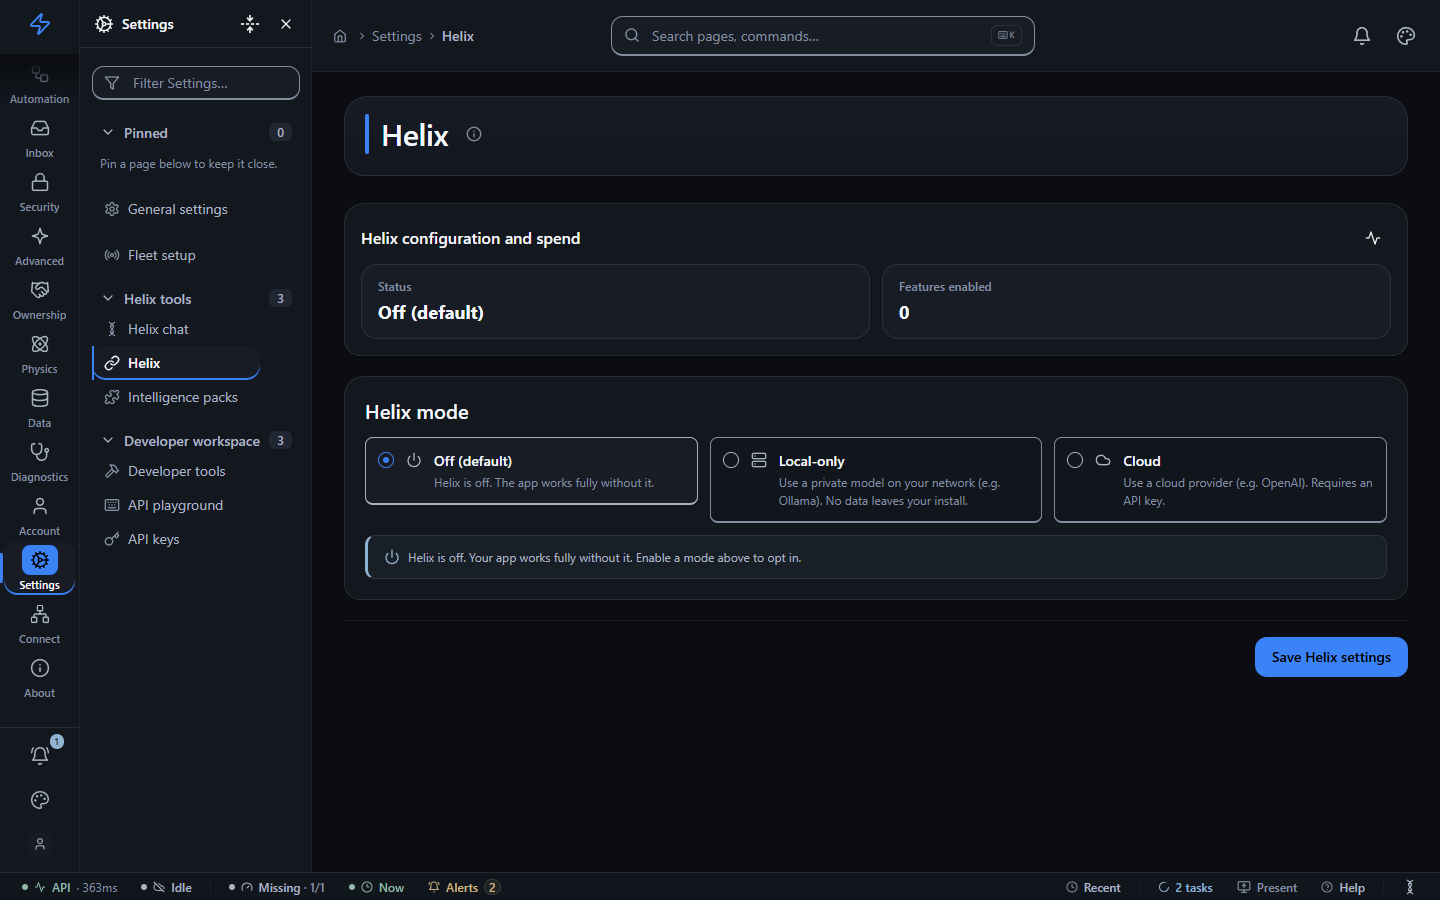 Automation
Inbox
Security
Advanced
Ownership
Physics
Data
Diagnostics
Account
Settings
Connect
About
1
Settings
Filter Settings...
Pinned 0
Pin a page below to keep it close.
General settings
Fleet setup
Helix tools 3
Helix chat
Helix
Intelligence packs
Developer workspace 3
Developer tools
API playground
API keys
Settings Helix
Search pages, commands... K
Helix
Helix configuration and spend
Status
Off (default)
Features enabled
0
Helix mode
Off (default)
Helix is off. The app works fully without it.
Local-only
Use a private model on your network (e.g.
Ollama). No data leaves your install.
Cloud
Use a cloud provider (e.g. OpenAI). Requires an
API key.
Helix is off. Your app works fully without it. Enable a mode above to opt in.
Save Helix settings
API · 363ms Idle Missing · 1/1 Now Alerts 2 Recent 2 tasks Present Help